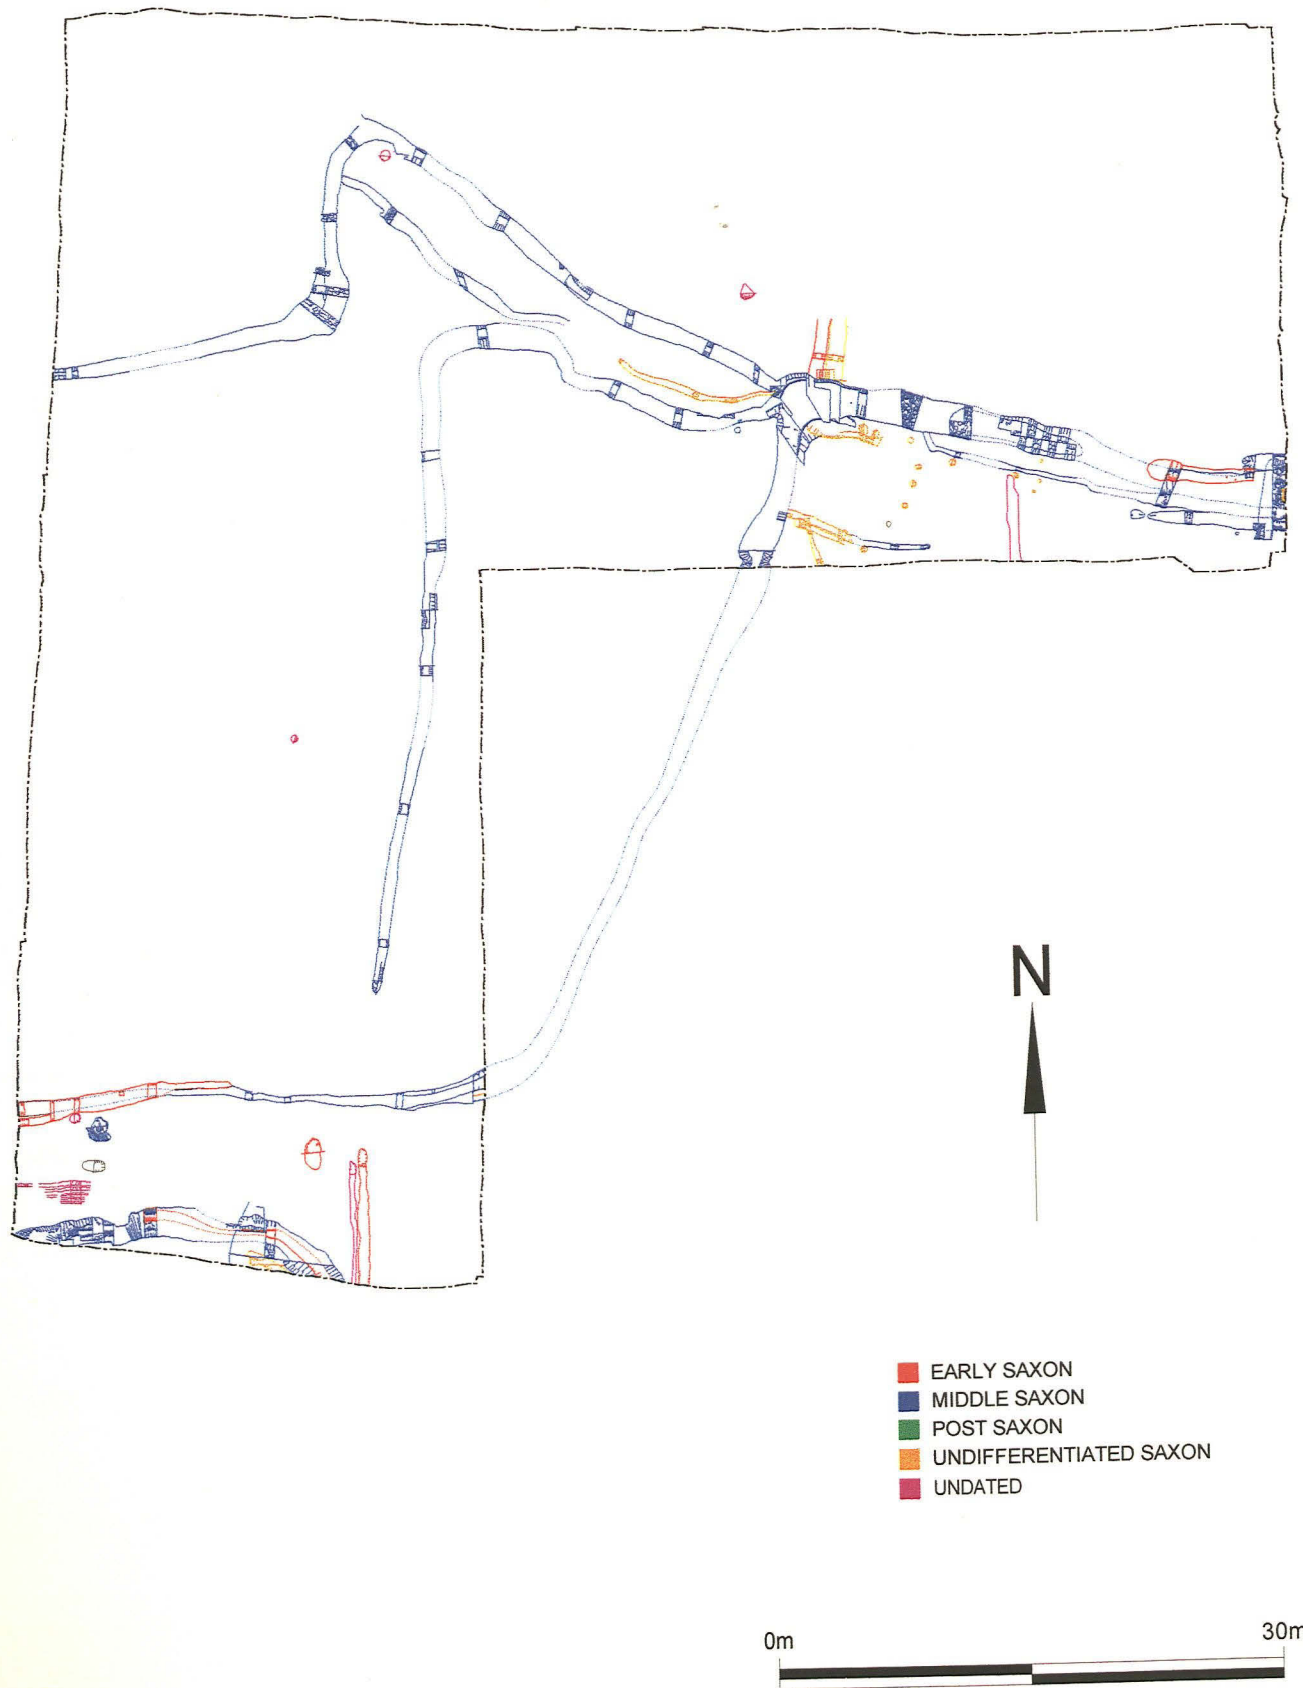 N
EARLY SAXON
MIDDLE SAXON
POST SAXON
UNDIFFERENTIATED SAXON
UNDATED
0m 30m